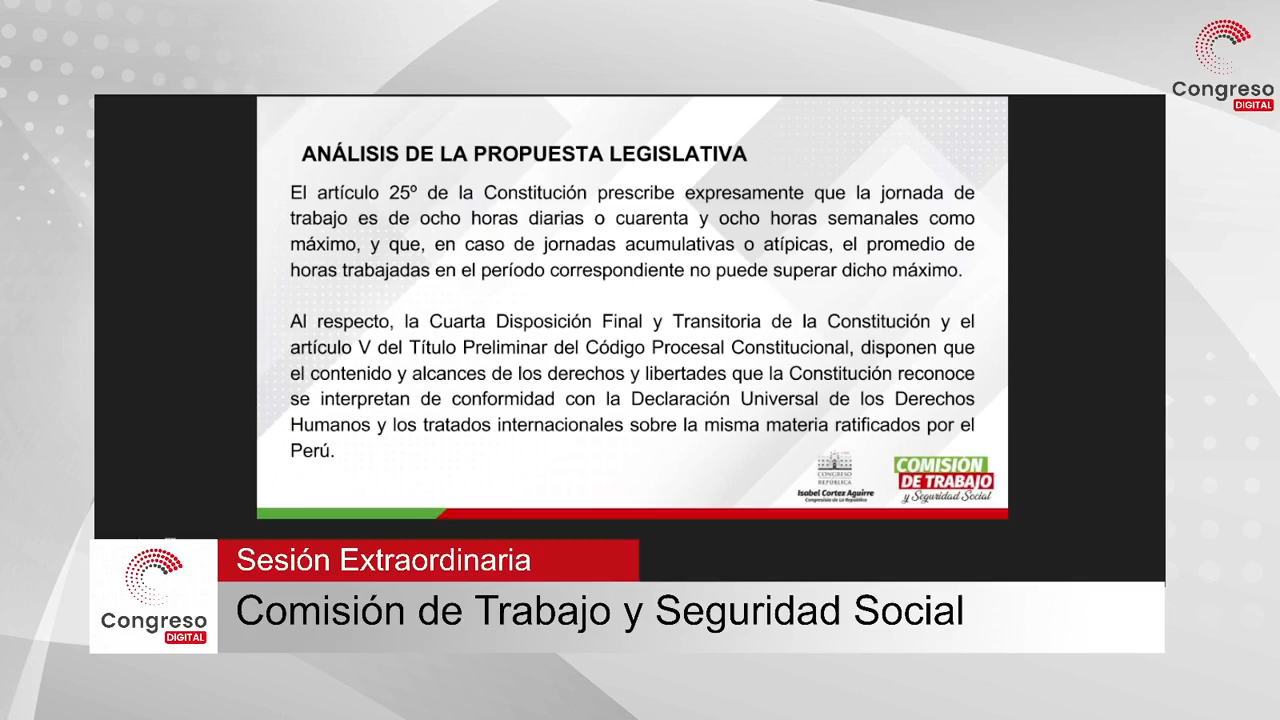 Congreso
DIGITAL
ANÁLISIS DE LA PROPUESTA LEGISLATIVA
El artículo 25º de la Constitución prescribe expresamente que la jornada de
trabajo es de ocho horas diarias o cuarenta y ocho horas semanales como
máximo, y que, en caso de jornadas acumulativas o atípicas, el promedio de
horas trabajadas en el período correspondiente no puede superar dicho máximo.
Al respecto, la Cuarta Disposición Final y Transitoria de la Constitución y el
artículo V del Título Preliminar del Código Procesal Constitucional, disponen que
el contenido y alcances de los derechos y libertades que la Constitución reconoce
se interpretan de conformidad con la Declaración Universal de los Derechos
Humanos y los tratados internacionales sobre la misma materia ratificados por el
Perú.
CONGRESO
REPÚBLICA
Isabel Cortez Aguirre
Congresista de La República
COMISIÓN
DE TRABAJO
y Seguridad Social
Sesión Extraordinaria
Comisión de Trabajo y Seguridad Social
Congreso
DIGITAL